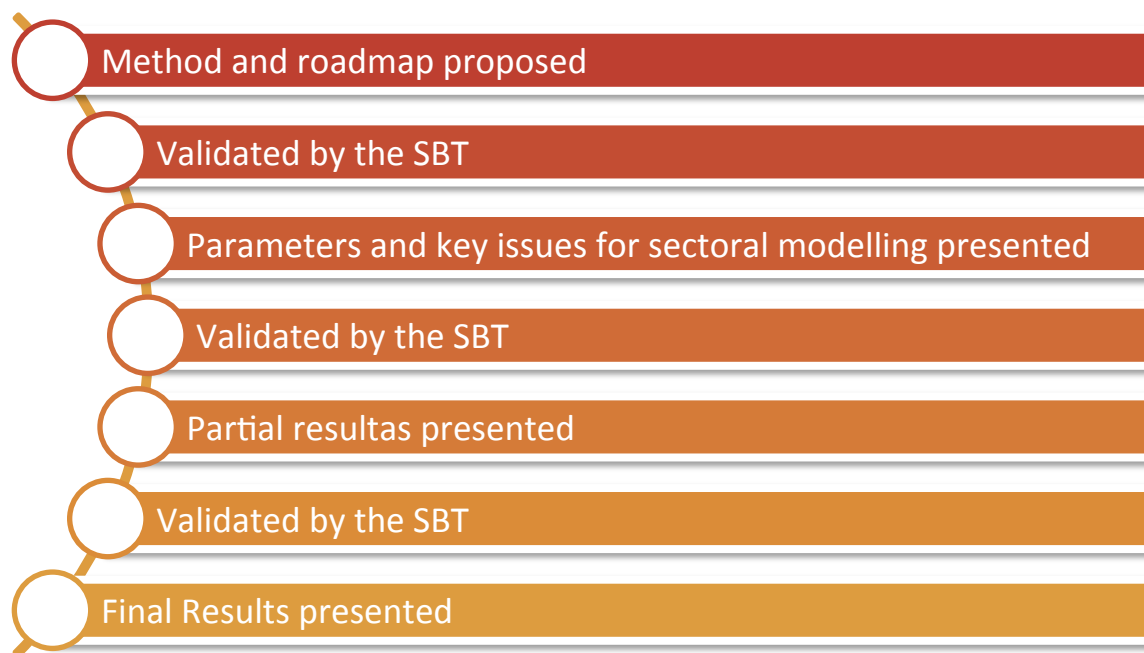 Method and roadmap proposed
Validated by the SBT
Parameters and key issues for sectoral modelling presented
Validated by the SBT
Partial resultas presented
Validated by the SBT
Final Results presented